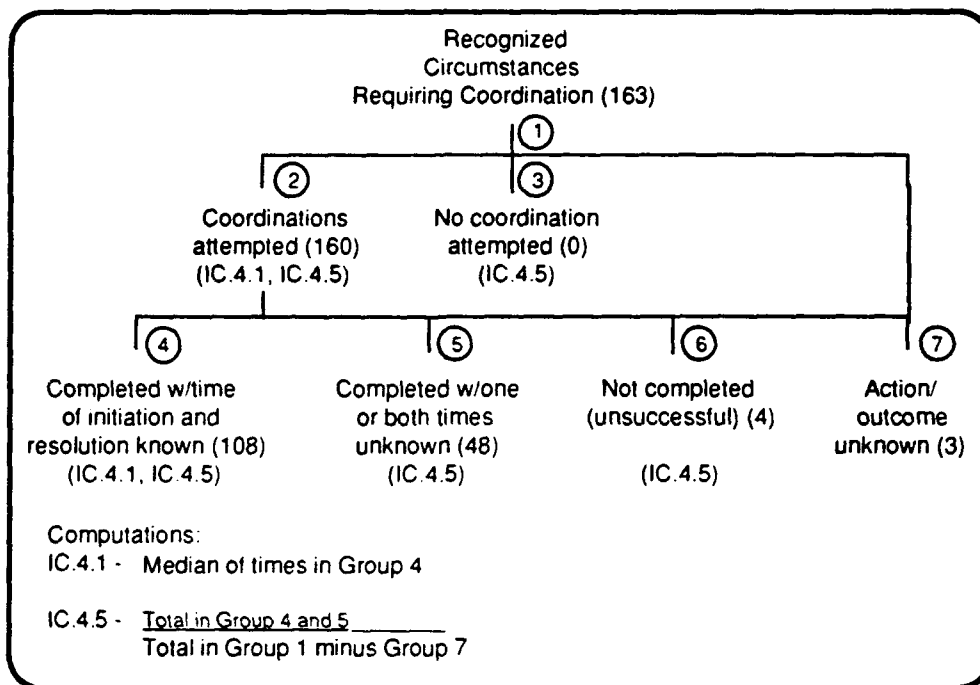 Recognized
Circumstances
Requiring Coordination (163)
1
2
3
Coordinations
attempted (160)
(IC.4.1, IC.4.5)
No coordination
attempted (0)
(IC.4.5)
4
5
6
7
Completed w/time
of initiation and
resolution known (108)
(IC.4.1, IC.4.5)
Completed w/one
or both times
unknown (48)
(IC.4.5)
Not completed
(unsuccessful) (4)
(IC.4.5)
Action/
outcome
unknown (3)
Computations:
IC.4.1 - Median of times in Group 4
IC.4.5 - Total in Group 4 and 5
Total in Group 1 minus Group 7